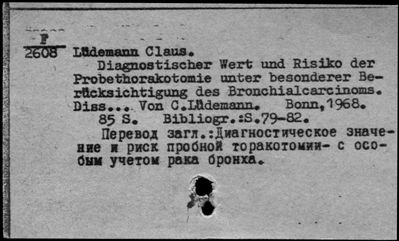 F
2608 Lüdemann Claus.
Diagnostischer Wert und Risiko der
Probethorakotomie unter besonderer Be-
rücksichtigung des Bronchialcarcinoms.
Diss... Von C.Lüdemann. Bonn,1968.
85 S. Bibliogr.:S.79-82.
Перевод загл.:Диагностическое значе-
ние и риск пробной торакотомии- с осо-
бым учетом рака бронха.